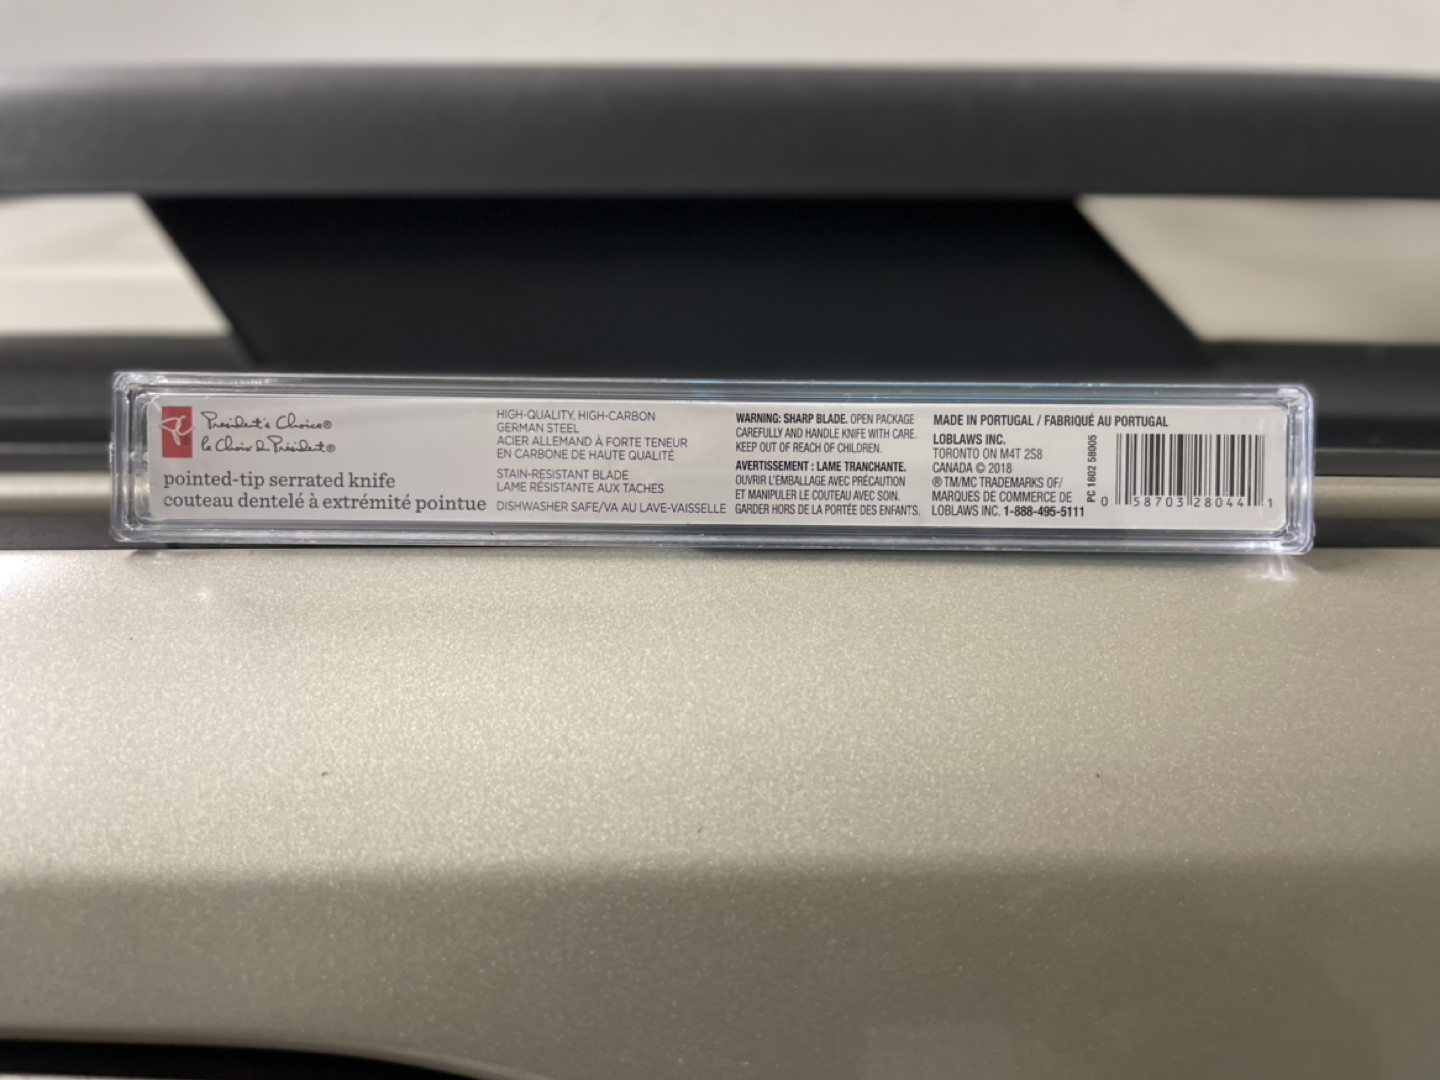 President's Choice®
le Choix du Président®
pointed-tip serrated knife
couteau dentelé à extrémité pointue
HIGH-QUALITY, HIGH-CARBON
GERMAN STEEL
ACIER ALLEMAND À FORTE TENEUR
EN CARBONE DE HAUTE QUALITÉ
STAIN-RESISTANT BLADE
LAME RÉSISTANTE AUX TACHES
DISHWASHER SAFE/VA AU LAVE-VAISSELLE
WARNING: SHARP BLADE. OPEN PACKAGE
CAREFULLY AND HANDLE KNIFE WITH CARE.
KEEP OUT OF REACH OF CHILDREN.
AVERTISSEMENT : LAME TRANCHANTE.
OUVRIR L'EMBALLAGE AVEC PRÉCAUTION
ET MANIPULER LE COUTEAU AVEC SOIN.
GARDER HORS DE LA PORTÉE DES ENFANTS.
MADE IN PORTUGAL / FABRIQUÉ AU PORTUGAL
LOBLAWS INC.
TORONTO ON M4T 2S8
CANADA © 2018
®TM/MC TRADEMARKS OF/
MARQUES DE COMMERCE DE
LOBLAWS INC. 1-888-495-5111
PC 1802 58005
0 58703 28044 1